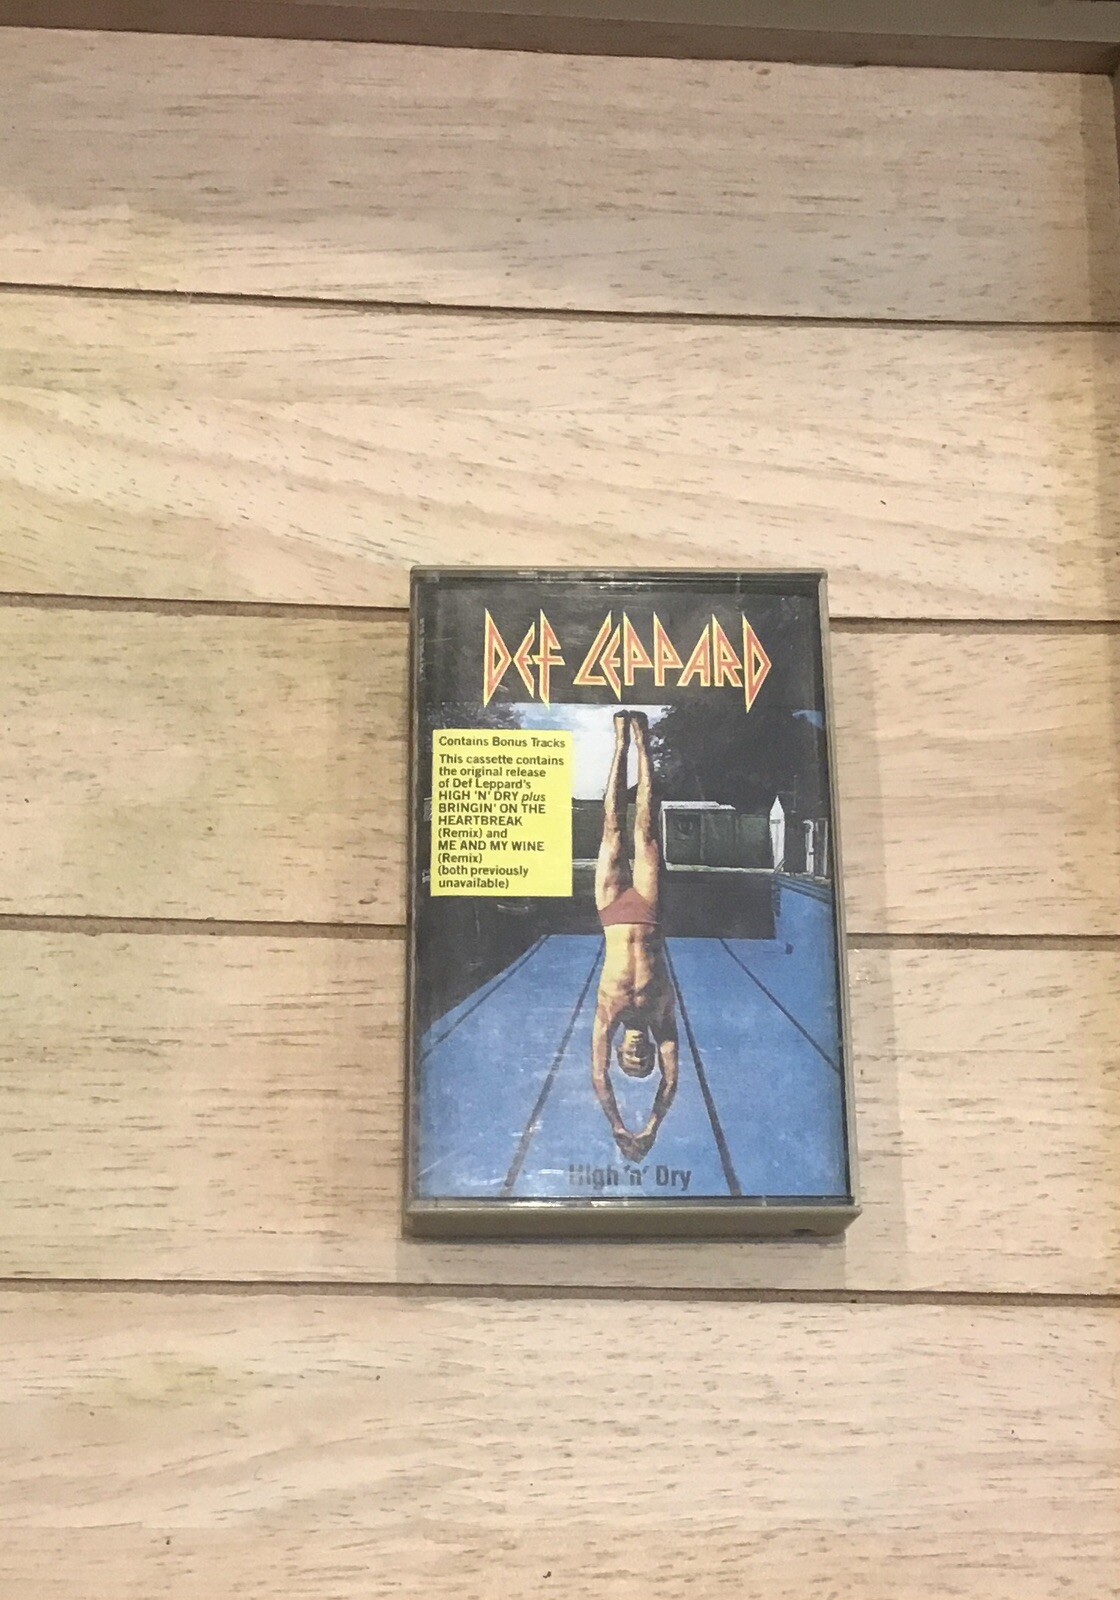 DEF LEPPARD
Contains Bonus Tracks
This cassette contains
the original release
of Def Leppard's
HIGH 'N' DRY plus
BRINGIN' ON THE
HEARTBREAK
(Remix) and
ME AND MY WINE
(Remix)
(both previously
unavailable)
High 'n' Dry